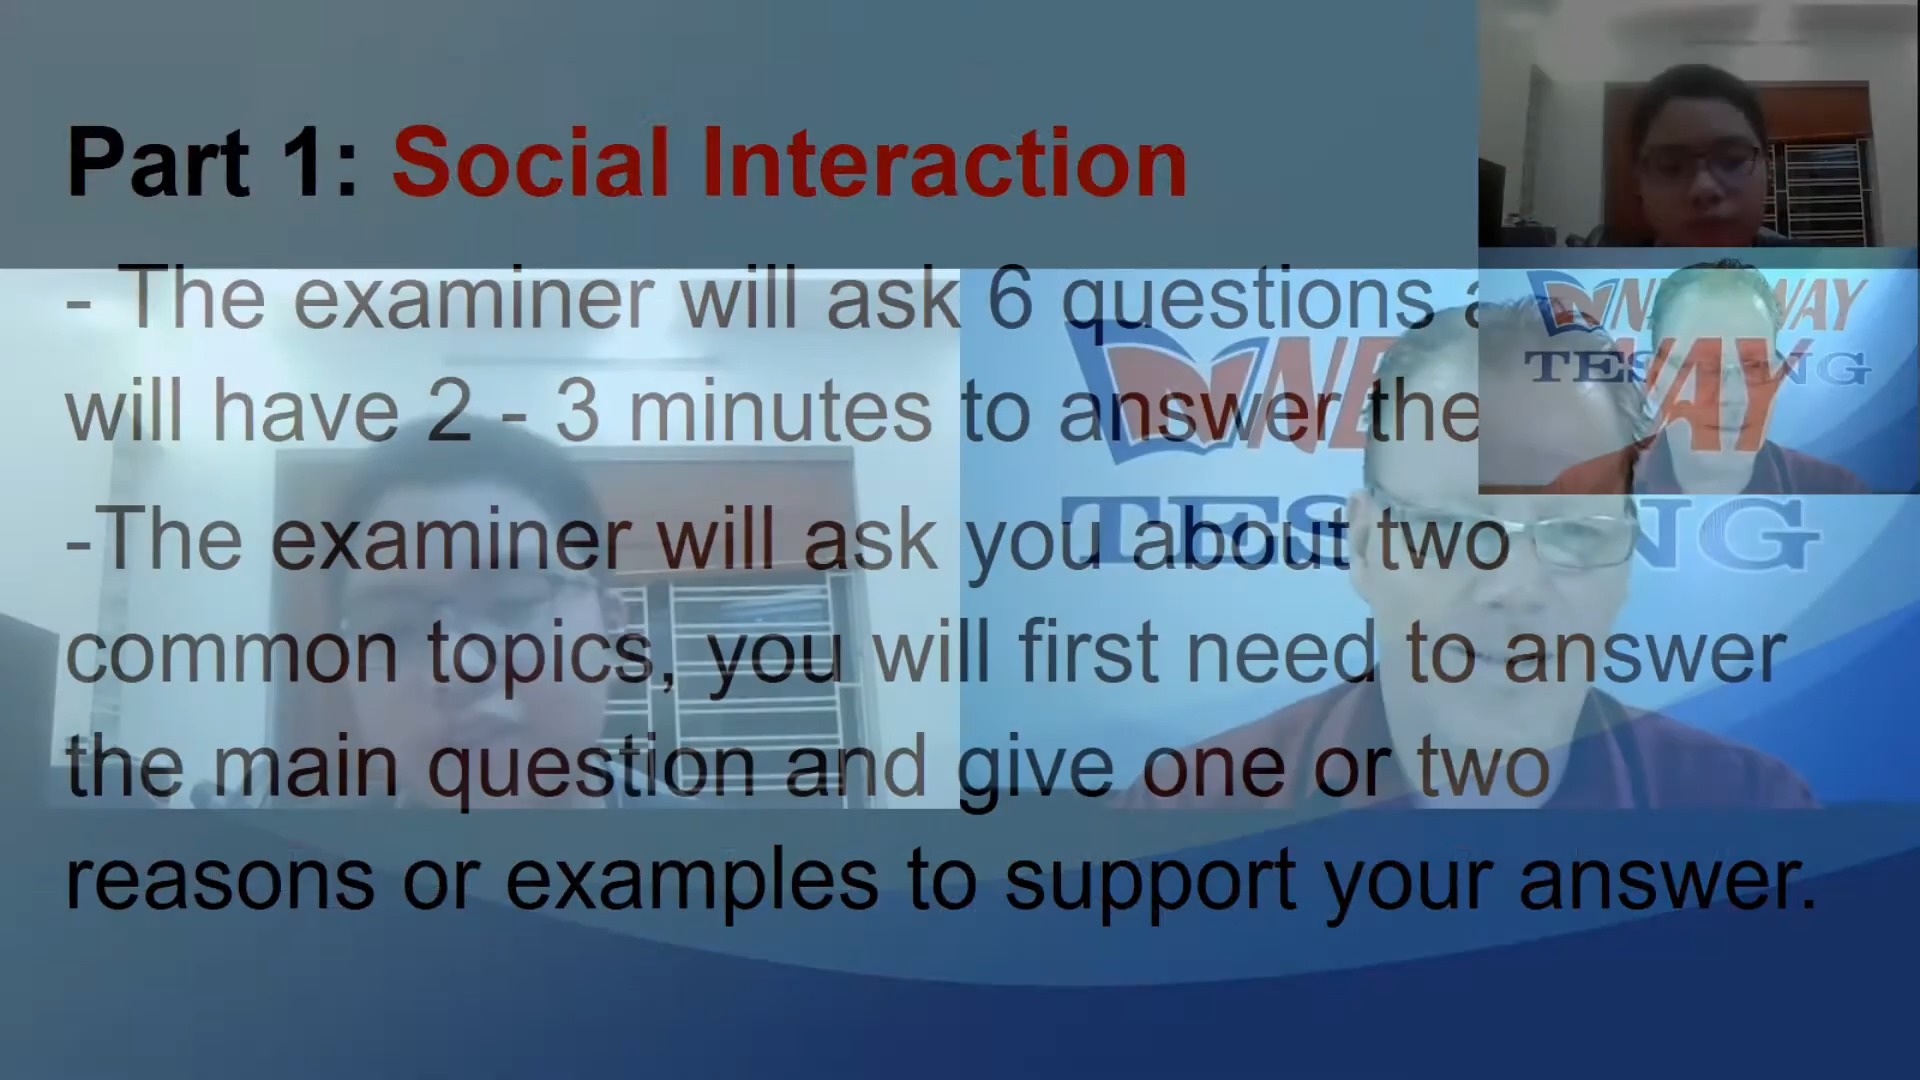 Part 1: Social Interaction
- The examiner will ask 6 questions
will have 2 - 3 minutes to answer the
-The examiner will ask you about two
common topics, you will first need to answer
the main question and give one or two
reasons or examples to support your answer.